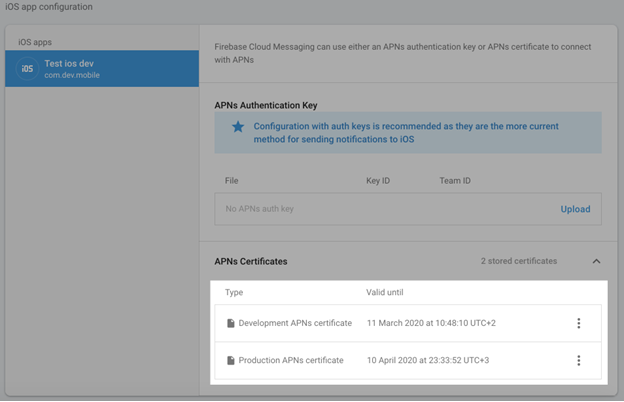 iOS app configuration
iOS apps
iOS
Test ios dev
com.dev.mobile
Firebase Cloud Messaging can use either an APNs authentication key or APNs certificate to connect
with APNs
APNs Authentication Key
Configuration with auth keys is recommended as they are the more current
method for sending notifications to iOS
File Key ID Team ID
No APNs auth key Upload
APNs Certificates 2 stored certificates
Type Valid until
Development APNs certificate 11 March 2020 at 10:48:10 UTC+2
Production APNs certificate 10 April 2020 at 23:33:52 UTC+3